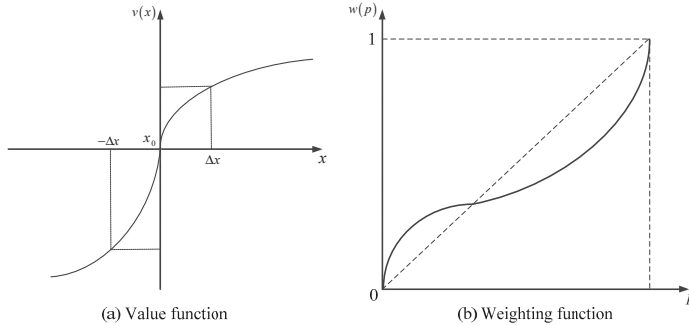 v(x)
w(p)
1
−Δx
x₀
Δx
x
0
(a) Value function
(b) Weighting function